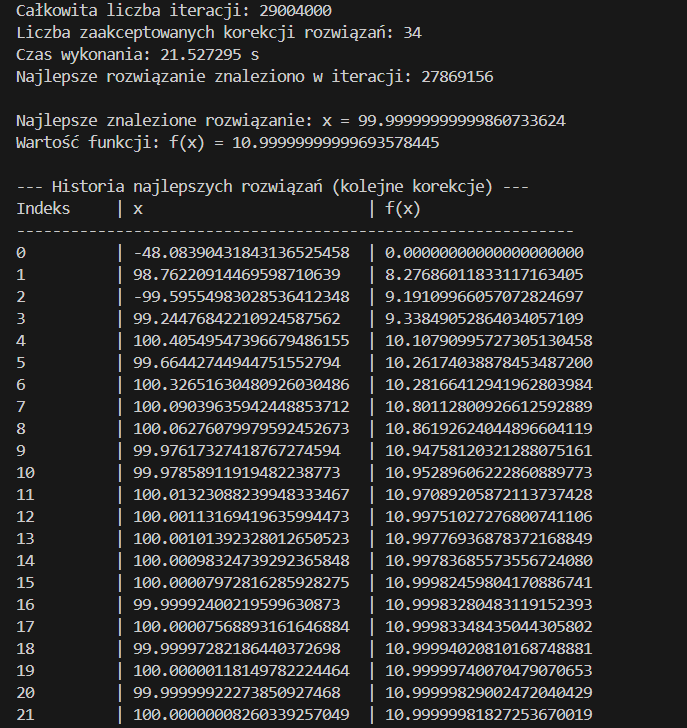 Całkowita liczba iteracji: 29004000
Liczba zaakceptowanych korekcji rozwiązań: 34
Czas wykonania: 21.527295 s
Najlepsze rozwiązanie znaleziono w iteracji: 27869156
Najlepsze znalezione rozwiązanie: x = 99.99999999999860733624
Wartość funkcji: f(x) = 10.99999999999693578445
--- Historia najlepszych rozwiązań (kolejne korekcje) ---
Indeks | x | f(x)
---------------------------------------------------------------
0 | -48.08390431843136525458 | 0.00000000000000000000
1 | 98.76220914469598710639 | 8.27686011833117163405
2 | -99.59554983028536412348 | 9.19109966057072824697
3 | 99.24476842210924587562 | 9.33849052864034057109
4 | 100.40549547396679486155 | 10.10790995727305130458
5 | 99.66442744944751552794 | 10.26174038878453487200
6 | 100.32651630480926030486 | 10.28166412941962803984
7 | 100.09039635942448853712 | 10.80112800926612592889
8 | 100.06276079979592452673 | 10.86192624044896604119
9 | 99.97617327418767274594 | 10.94758120321288075161
10 | 99.97858911919482238773 | 10.95289606222860889773
11 | 100.01323088239948333467 | 10.97089205872113737428
12 | 100.00113169419635994473 | 10.99751027276800741106
13 | 100.00101392328012650523 | 10.99776936878372168849
14 | 100.00098324739292365848 | 10.99783685573556724080
15 | 100.00007972816285928275 | 10.99982459804170886741
16 | 99.99992400219599630873 | 10.99983280483119152393
17 | 100.00007568893161646884 | 10.99983348435044305802
18 | 99.99997282186440372698 | 10.99994020810168748881
19 | 100.00000118149782224464 | 10.99999740070479070653
20 | 99.99999922273850927468 | 10.99999829002472040429
21 | 100.00000008260339257049 | 10.99999981827253670019